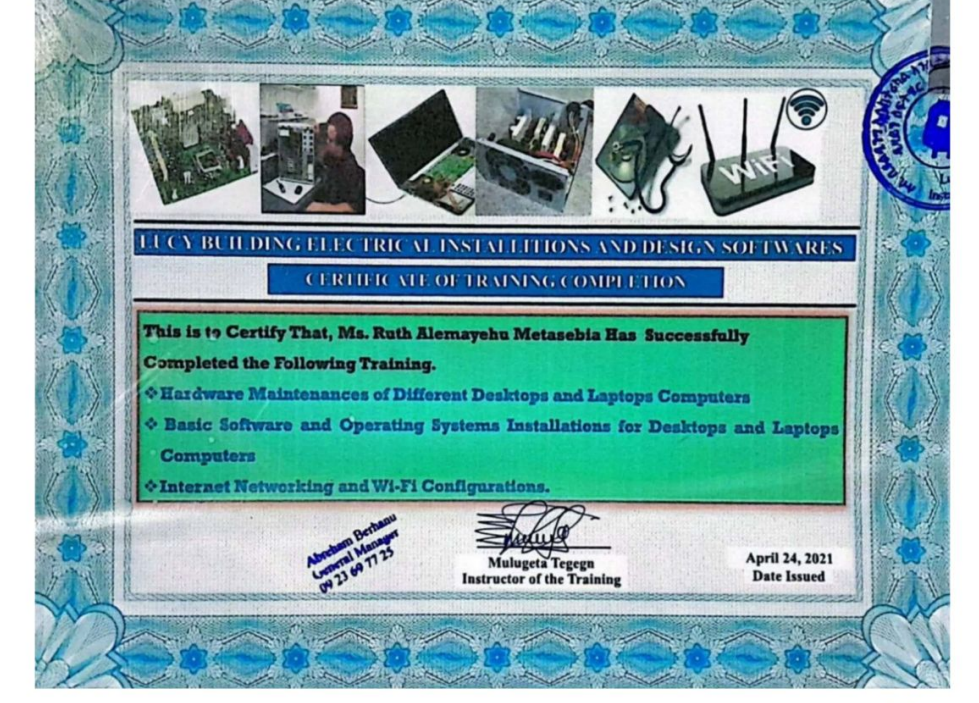 WiFi
LUCY BUILDING ELECTRICAL INSTALLITIONS AND DESIGN SOFTWARES
CERTIFICATE OF TRAINING COMPLETION
This is to Certify That, Ms. Ruth Alemayehu Metasebia Has Successfully
Completed the Following Training.
❖ Hardware Maintenances of Different Desktops and Laptops Computers
❖ Basic Software and Operating Systems Installations for Desktops and Laptops
Computers
❖ Internet Networking and Wi-Fi Configurations.
Abreham Berhanu
General Manager
09 23 69 77 25
Mulugeta Tegegn
Instructor of the Training
April 24, 2021
Date Issued